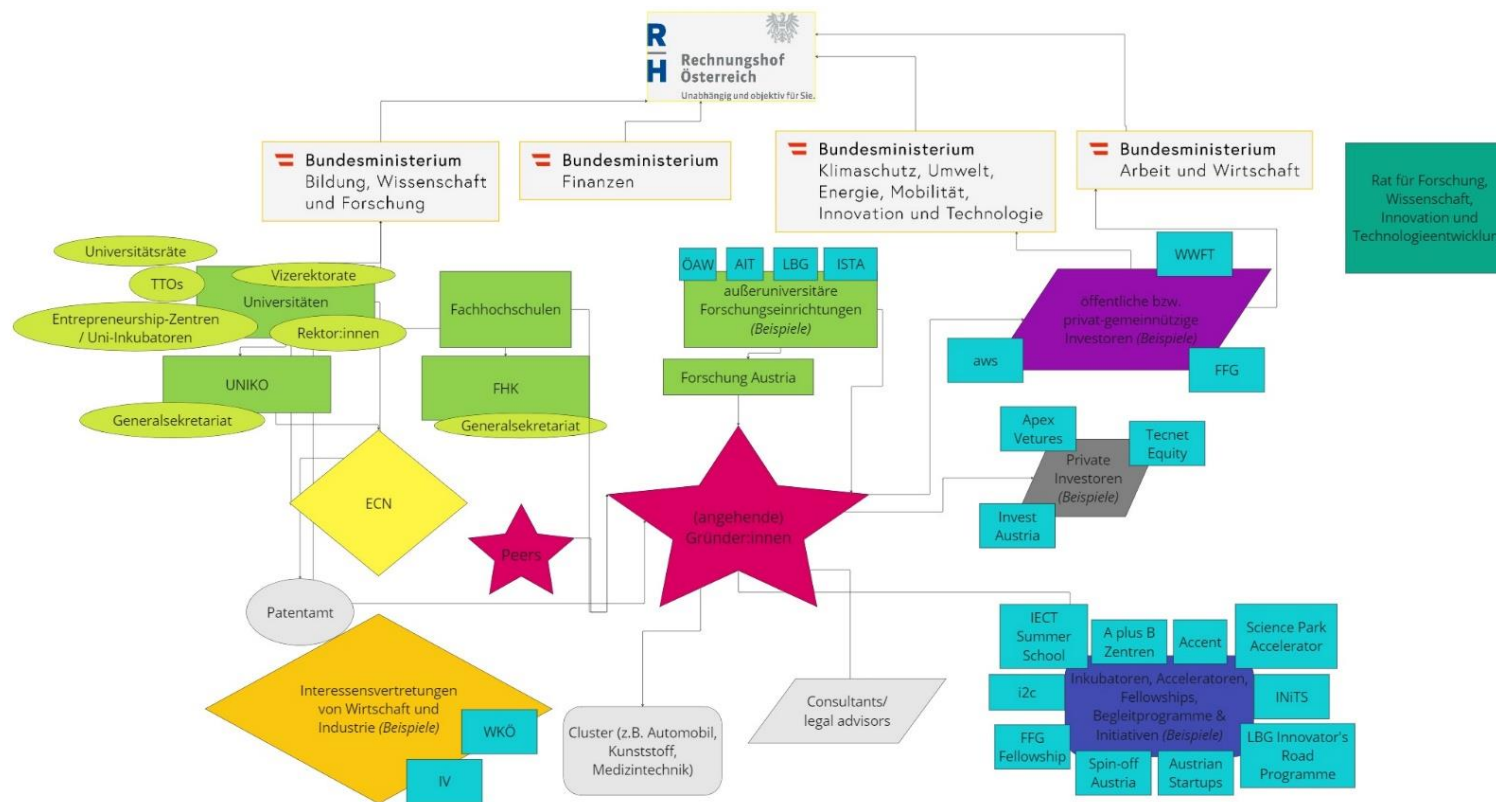 R
H
Rechnungshof
Österreich
Unabhängig und objektiv für Sie.
Bundesministerium
Bildung, Wissenschaft
und Forschung
Bundesministerium
Finanzen
Bundesministerium
Klimaschutz, Umwelt,
Energie, Mobilität,
Innovation und Technologie
Bundesministerium
Arbeit und Wirtschaft
Rat für Forschung,
Wissenschaft,
Innovation und
Technologieentwicklun
Universitätsräte
TTOs
Vizerektorate
Universitäten
Entrepreneurship-Zentren
/ Uni-Inkubatoren
Rektor:innen
UNIKO
Generalsekretariat
Fachhochschulen
FHK
Generalsekretariat
ÖAW
AIT
LBG
ISTA
außeruniversitäre
Forschungseinrichtungen
(Beispiele)
Forschung Austria
WWFT
öffentliche bzw.
privat-gemeinnützige
Investoren (Beispiele)
aws
FFG
Apex
Vetures
Tecnet
Equity
Private
Investoren
(Beispiele)
Invest
Austria
ECN
Peers
(angehende)
Gründer:innen
Patentamt
Interessensvertretungen
von Wirtschaft und
Industrie (Beispiele)
WKÖ
IV
Cluster (z.B. Automobil,
Kunststoff,
Medizintechnik)
Consultants/
legal advisors
IECT
Summer
School
A plus B
Zentren
Accent
Science Park
Accelerator
i2c
Inkubatoren, Acceleratoren,
Fellowships,
Begleitprogramme &
Initiativen (Beispiele)
INiTS
FFG
Fellowship
Spin-off
Austria
Austrian
Startups
LBG Innovator's
Road
Programme